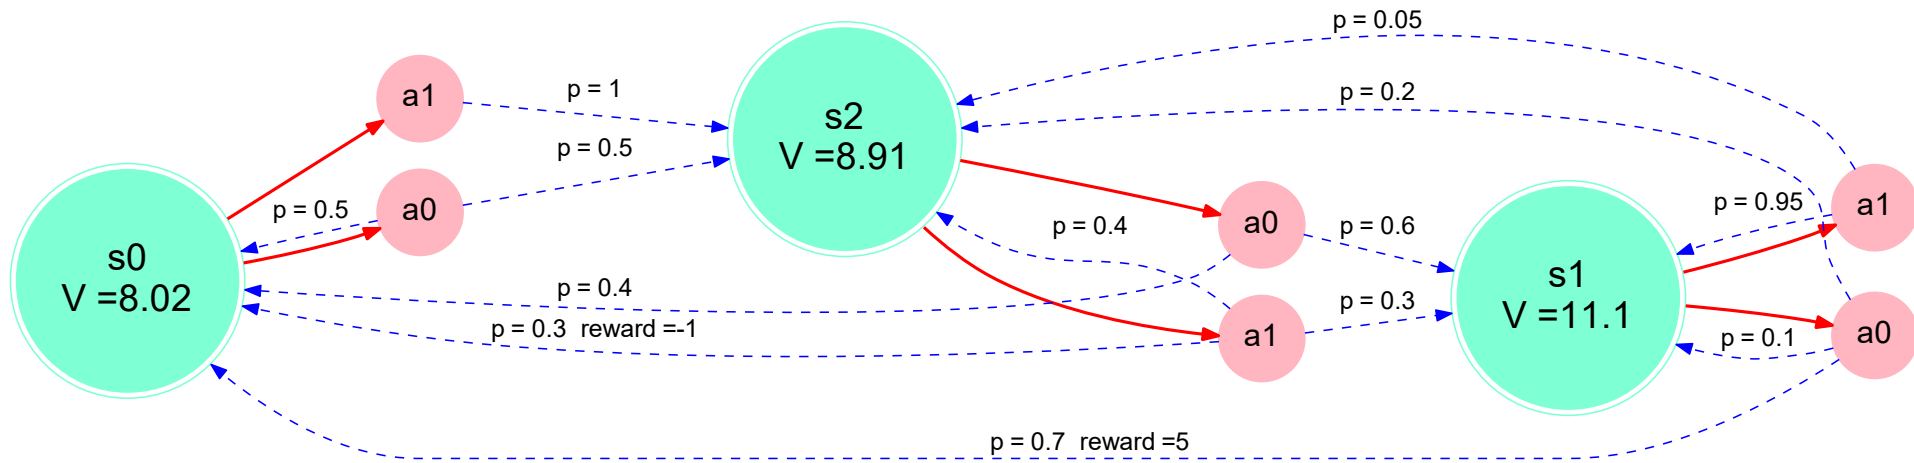 p = 0.05
a1
p = 1
p = 0.2
s2
V =8.91
p = 0.5
a0
p = 0.5
p = 0.95
a1
a0
p = 0.4
p = 0.6
s0
V =8.02
s1
V =11.1
p = 0.4
p = 0.3
p = 0.3 reward =-1
a1
p = 0.1
a0
p = 0.7 reward =5